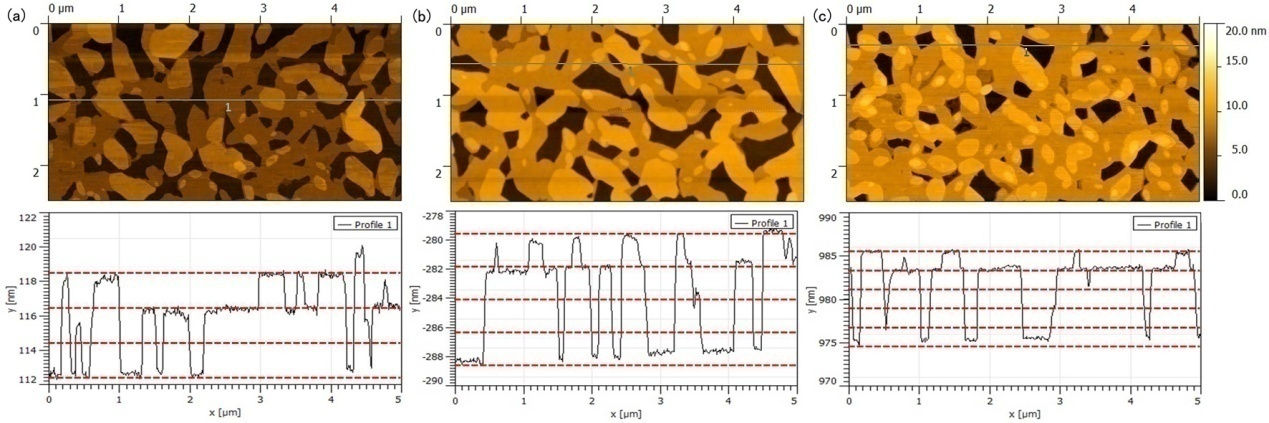 (a) 0 µm 1 2 3 4
0
1
2
1
(b) 0 µm 1 2 3 4
0
1
2
(c) 0 µm 1 2 3 4
0
1
2
1
20.0 nm
15.0
10.0
5.0
0.0
Profile 1
122
120
118
116
114
112
y [nm]
0 1 2 3 4 5
x [µm]
Profile 1
-278
-280
-282
-284
-286
-288
-290
y [nm]
0 1 2 3 4
x [µm]
Profile 1
990
985
980
975
970
y [nm]
0 1 2 3 4 5
x [µm]